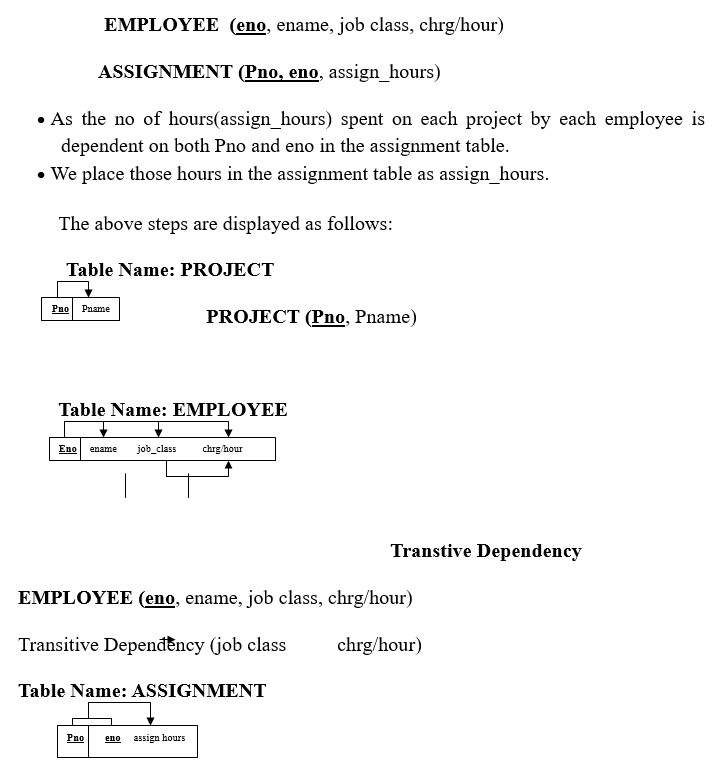 EMPLOYEE (eno, ename, job class, chrg/hour)
ASSIGNMENT (Pno, eno, assign_hours)
• As the no of hours(assign_hours) spent on each project by each employee is
dependent on both Pno and eno in the assignment table.
• We place those hours in the assignment table as assign_hours.
The above steps are displayed as follows:
Table Name: PROJECT
Pno Pname
PROJECT (Pno, Pname)
Table Name: EMPLOYEE
Eno ename job_class chrg/hour
Transtive Dependency
EMPLOYEE (eno, ename, job class, chrg/hour)
Transitive Dependency (job class chrg/hour)
Table Name: ASSIGNMENT
Pno eno assign hours